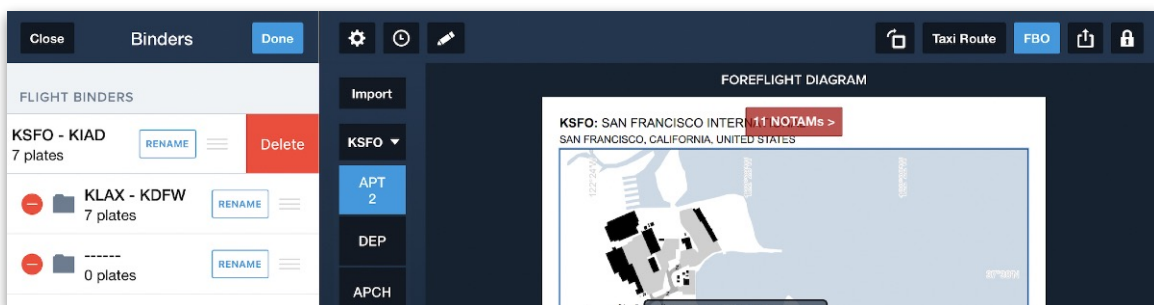 Close
Binders
Done
FLIGHT BINDERS
KSFO - KIAD
7 plates
RENAME
Delete
KLAX - KDFW
7 plates
RENAME
------
0 plates
RENAME
Taxi Route
FBO
Import
KSFO
APT
2
DEP
APCH
FOREFLIGHT DIAGRAM
KSFO: SAN FRANCISCO INTERN
11 NOTAMs >
SAN FRANCISCO, CALIFORNIA, UNITED STATES
122°24'W